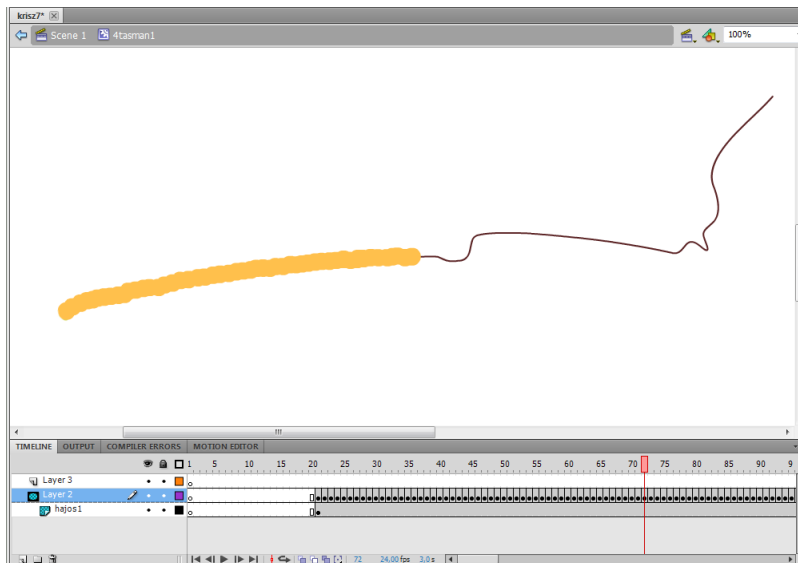 krisz7*
Scene 1 4tasman1 100%
TIMELINE OUTPUT COMPILER ERRORS MOTION EDITOR
1 5 10 15 20 25 30 35 40 45 50 55 60 65 70 75 80 85 90 9
Layer 3
Layer 2
hajos1
72 24.00 fps 3.0 s